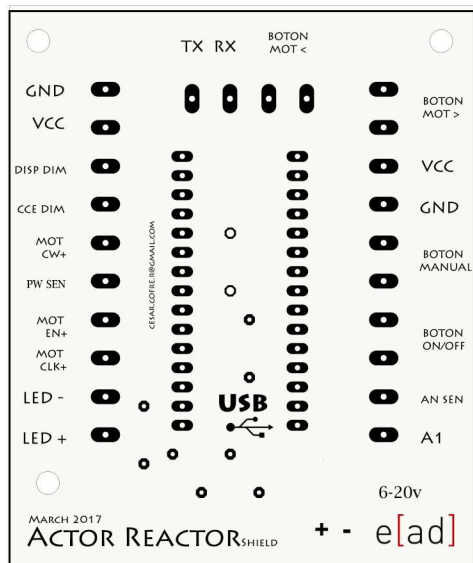 TX RX
BOTON
MOT <
GND
VCC
DISP DIM
CCE DIM
MOT
CW+
PW SEN
MOT
EN+
MOT
CLK+
LED -
LED +
CESAR.COFRE.R@GMAIL.COM
USB
BOTON
MOT >
VCC
GND
BOTON
MANUAL
BOTON
ON/OFF
AN SEN
A1
6-20v
MARCH 2017
ACTOR REACTOR SHIELD
+ -
e[ad]